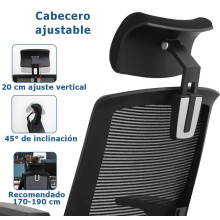 Cabecero
ajustable
20 cm ajuste vertical
45° de inclinación
Recomendado
170-190 cm